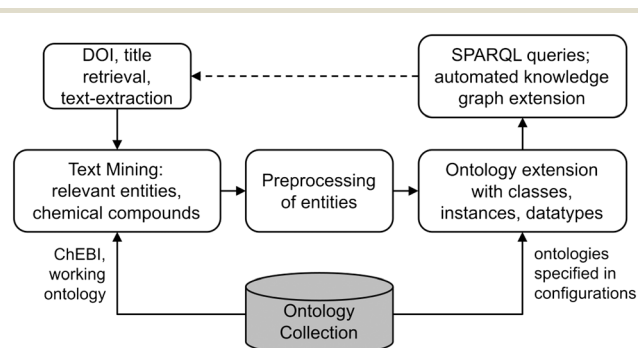 DOI, title
retrieval,
text-extraction
SPARQL queries;
automated knowledge
graph extension
Text Mining:
relevant entities,
chemical compounds
Preprocessing
of entities
Ontology extension
with classes,
instances, datatypes
ChEBI,
working
ontology
Ontology
Collection
ontologies
specified in
configurations